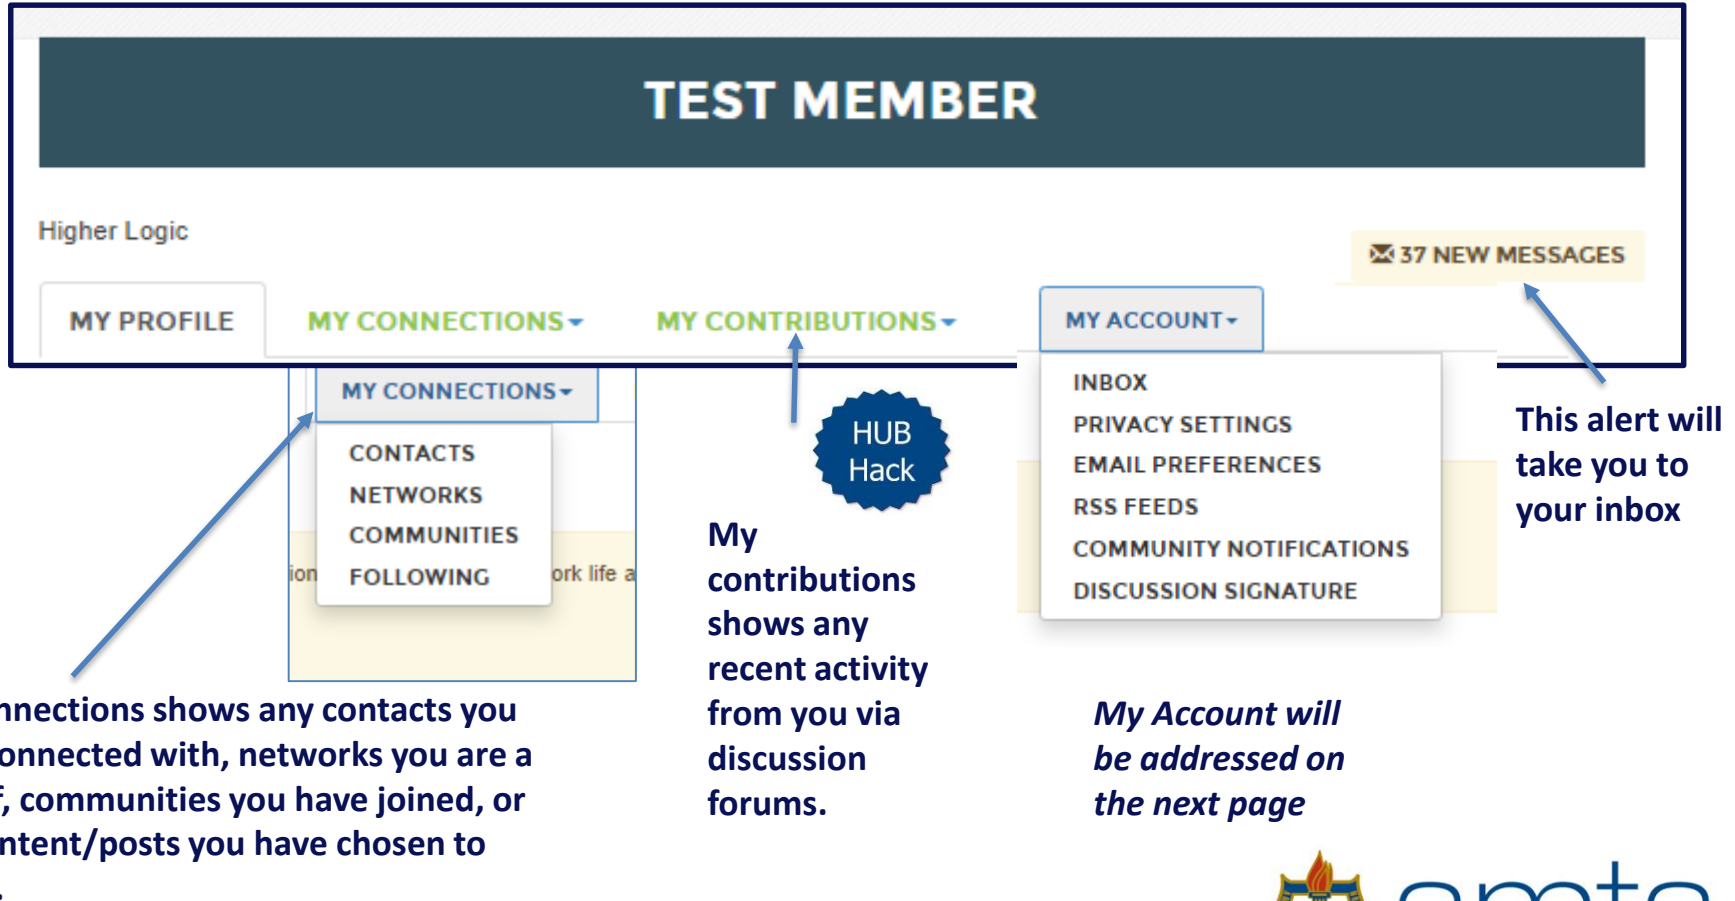 TEST MEMBER
Higher Logic
37 NEW MESSAGES
MY PROFILE
MY CONNECTIONS
MY CONTRIBUTIONS
MY ACCOUNT
MY CONNECTIONS
CONTACTS
NETWORKS
COMMUNITIES
FOLLOWING
ion
ork life a
HUB
Hack
INBOX
PRIVACY SETTINGS
EMAIL PREFERENCES
RSS FEEDS
COMMUNITY NOTIFICATIONS
DISCUSSION SIGNATURE
This alert will
take you to
your inbox
My
contributions
shows any
recent activity
from you via
discussion
forums.
nnections shows any contacts you
onnected with, networks you are a
f, communities you have joined, or
ntent/posts you have chosen to
.
My Account will
be addressed on
the next page